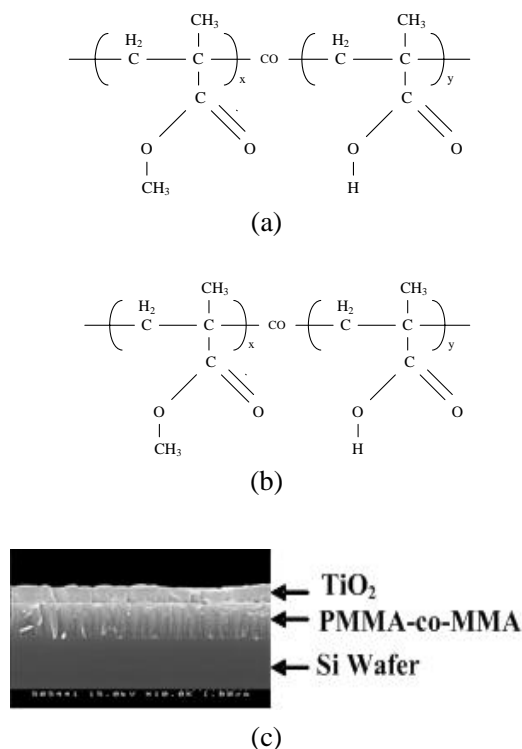 CH3 CH3
H2 H2
C C CO C C
x y
C C
O O O O
CH3 H
(a)
CH3 CH3
H2 H2
C C CO C C
x y
C C
O O O O
CH3 H
(b)
TiO2
PMMA-co-MMA
Si Wafer
(c)